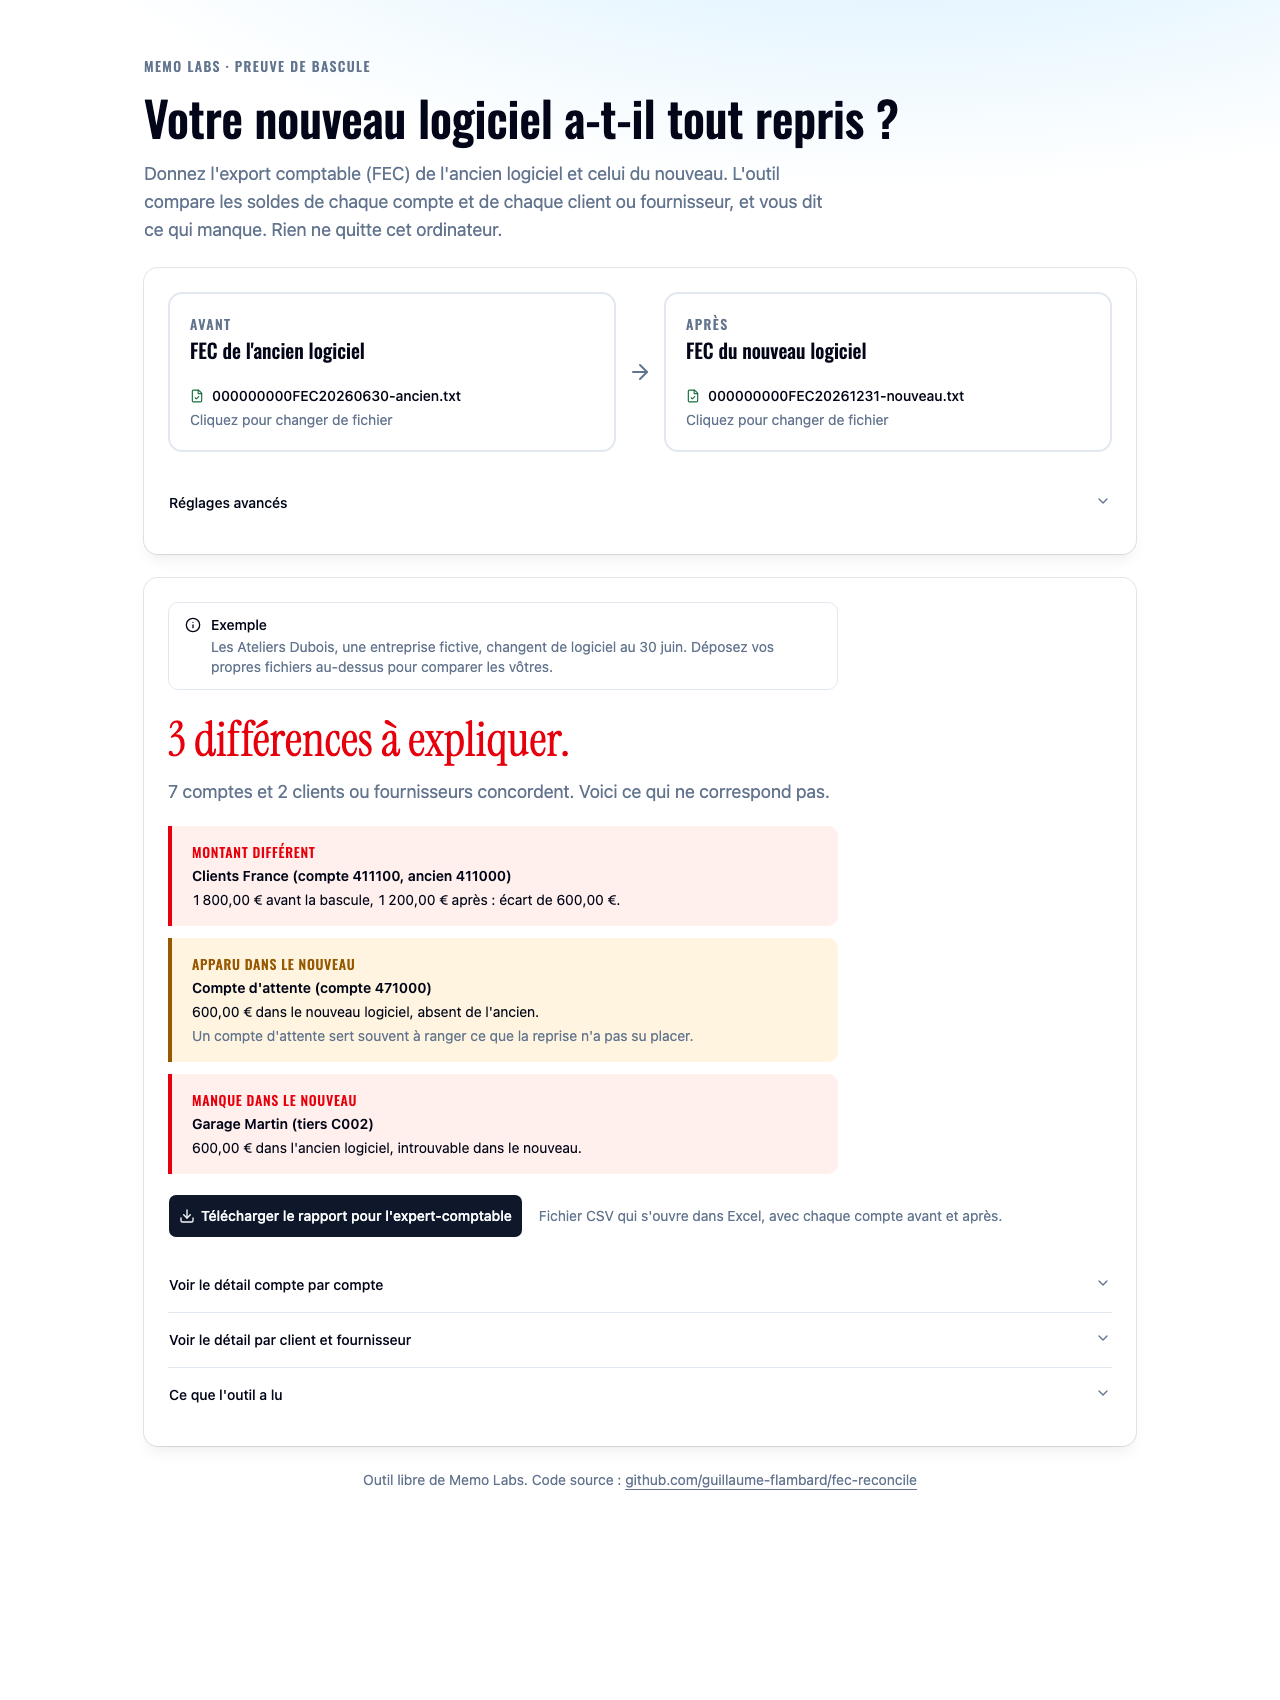 MEMO LABS · PREUVE DE BASCULE
Votre nouveau logiciel a-t-il tout repris ?
Donnez l'export comptable (FEC) de l'ancien logiciel et celui du nouveau. L'outil
compare les soldes de chaque compte et de chaque client ou fournisseur, et vous dit
ce qui manque. Rien ne quitte cet ordinateur.
AVANT
FEC de l'ancien logiciel
000000000FEC20260630-ancien.txt
Cliquez pour changer de fichier
APRÈS
FEC du nouveau logiciel
000000000FEC20261231-nouveau.txt
Cliquez pour changer de fichier
Réglages avancés
Exemple
Les Ateliers Dubois, une entreprise fictive, changent de logiciel au 30 juin. Déposez vos
propres fichiers au-dessus pour comparer les vôtres.
3 différences à expliquer.
7 comptes et 2 clients ou fournisseurs concordent. Voici ce qui ne correspond pas.
MONTANT DIFFÉRENT
Clients France (compte 411100, ancien 411000)
1 800,00 € avant la bascule, 1 200,00 € après : écart de 600,00 €.
APPARU DANS LE NOUVEAU
Compte d'attente (compte 471000)
600,00 € dans le nouveau logiciel, absent de l'ancien.
Un compte d'attente sert souvent à ranger ce que la reprise n'a pas su placer.
MANQUE DANS LE NOUVEAU
Garage Martin (tiers C002)
600,00 € dans l'ancien logiciel, introuvable dans le nouveau.
Télécharger le rapport pour l'expert-comptable
Fichier CSV qui s'ouvre dans Excel, avec chaque compte avant et après.
Voir le détail compte par compte
Voir le détail par client et fournisseur
Ce que l'outil a lu
Outil libre de Memo Labs. Code source : github.com/guillaume-flambard/fec-reconcile